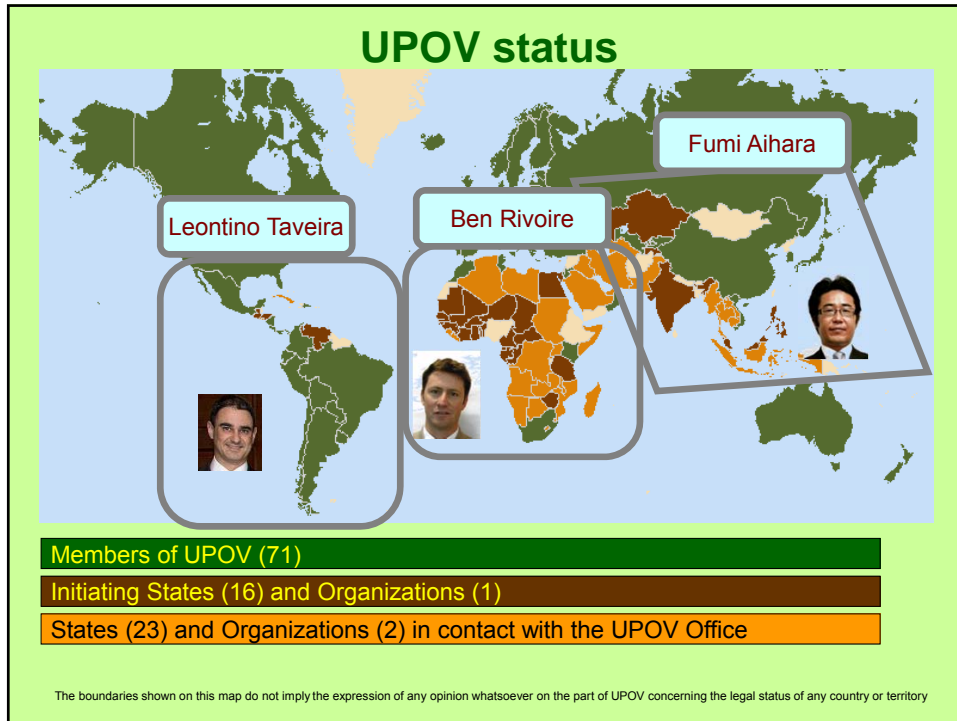 UPOV status
Fumi Aihara
Ben Rivoire
Leontino Taveira
Members of UPOV (71)
Initiating States (16) and Organizations (1)
States (23) and Organizations (2) in contact with the UPOV Office
The boundaries shown on this map do not imply the expression of any opinion whatsoever on the part of UPOV concerning the legal status of any country or territory